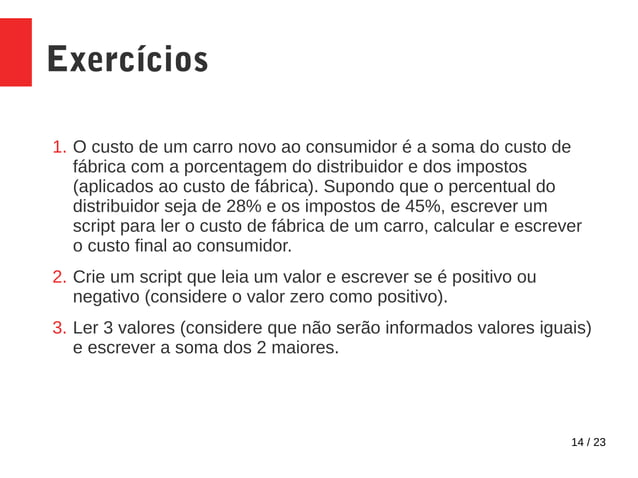 Exercícios
1. O custo de um carro novo ao consumidor é a soma do custo de
fábrica com a porcentagem do distribuidor e dos impostos
(aplicados ao custo de fábrica). Supondo que o percentual do
distribuidor seja de 28% e os impostos de 45%, escrever um
script para ler o custo de fábrica de um carro, calcular e escrever
o custo final ao consumidor.
2. Crie um script que leia um valor e escrever se é positivo ou
negativo (considere o valor zero como positivo).
3. Ler 3 valores (considere que não serão informados valores iguais)
e escrever a soma dos 2 maiores.
14 / 23